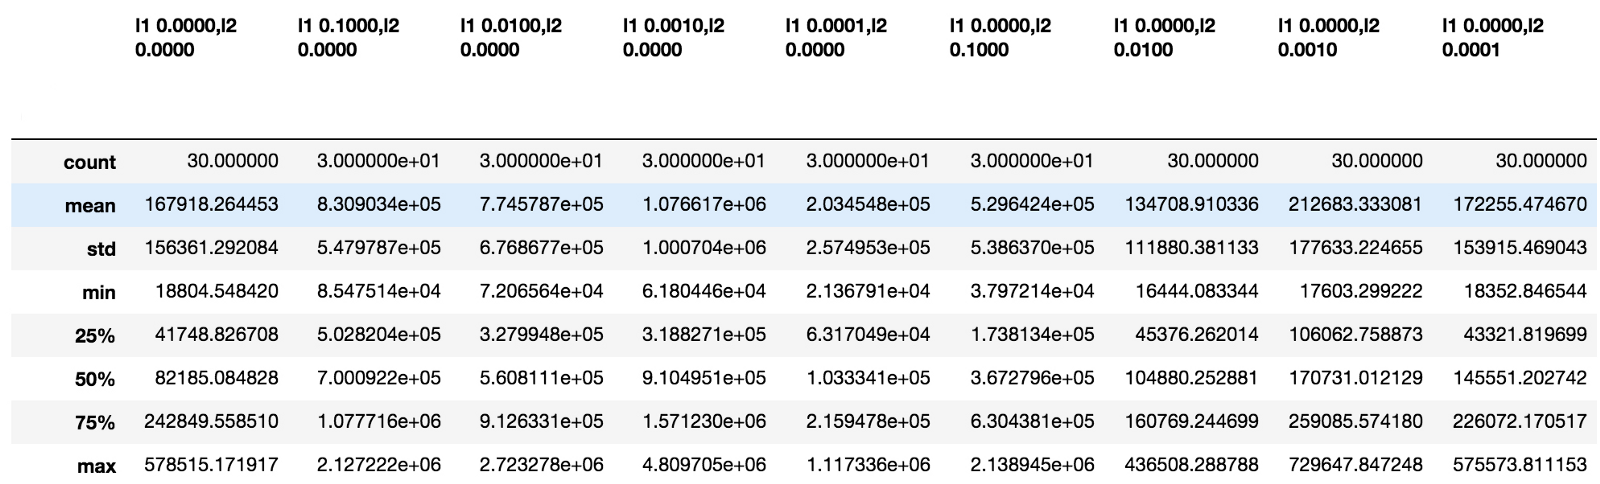 l1 0.0000,l2 l1 0.1000,l2 l1 0.0100,l2 l1 0.0010,l2 l1 0.0001,l2 l1 0.0000,l2 l1 0.0000,l2 l1 0.0000,l2 l1 0.0000,l2
0.0000 0.0000 0.0000 0.0000 0.0000 0.1000 0.0100 0.0010 0.0001
count 30.000000 3.000000e+01 3.000000e+01 3.000000e+01 3.000000e+01 3.000000e+01 30.000000 30.000000 30.000000
mean 167918.264453 8.309034e+05 7.745787e+05 1.076617e+06 2.034548e+05 5.296424e+05 134708.910336 212683.333081 172255.474670
std 156361.292084 5.479787e+05 6.768677e+05 1.000704e+06 2.574953e+05 5.386370e+05 111880.381133 177633.224655 153915.469043
min 18804.548420 8.547514e+04 7.206564e+04 6.180446e+04 2.136791e+04 3.797214e+04 16444.083344 17603.299222 18352.846544
25% 41748.826708 5.028204e+05 3.279948e+05 3.188271e+05 6.317049e+04 1.738134e+05 45376.262014 106062.758873 43321.819699
50% 82185.084828 7.000922e+05 5.608111e+05 9.104951e+05 1.033341e+05 3.672796e+05 104880.252881 170731.012129 145551.202742
75% 242849.558510 1.077716e+06 9.126331e+05 1.571230e+06 2.159478e+05 6.304381e+05 160769.244699 259085.574180 226072.170517
max 578515.171917 2.127222e+06 2.723278e+06 4.809705e+06 1.117336e+06 2.138945e+06 436508.288788 729647.847248 575573.811153